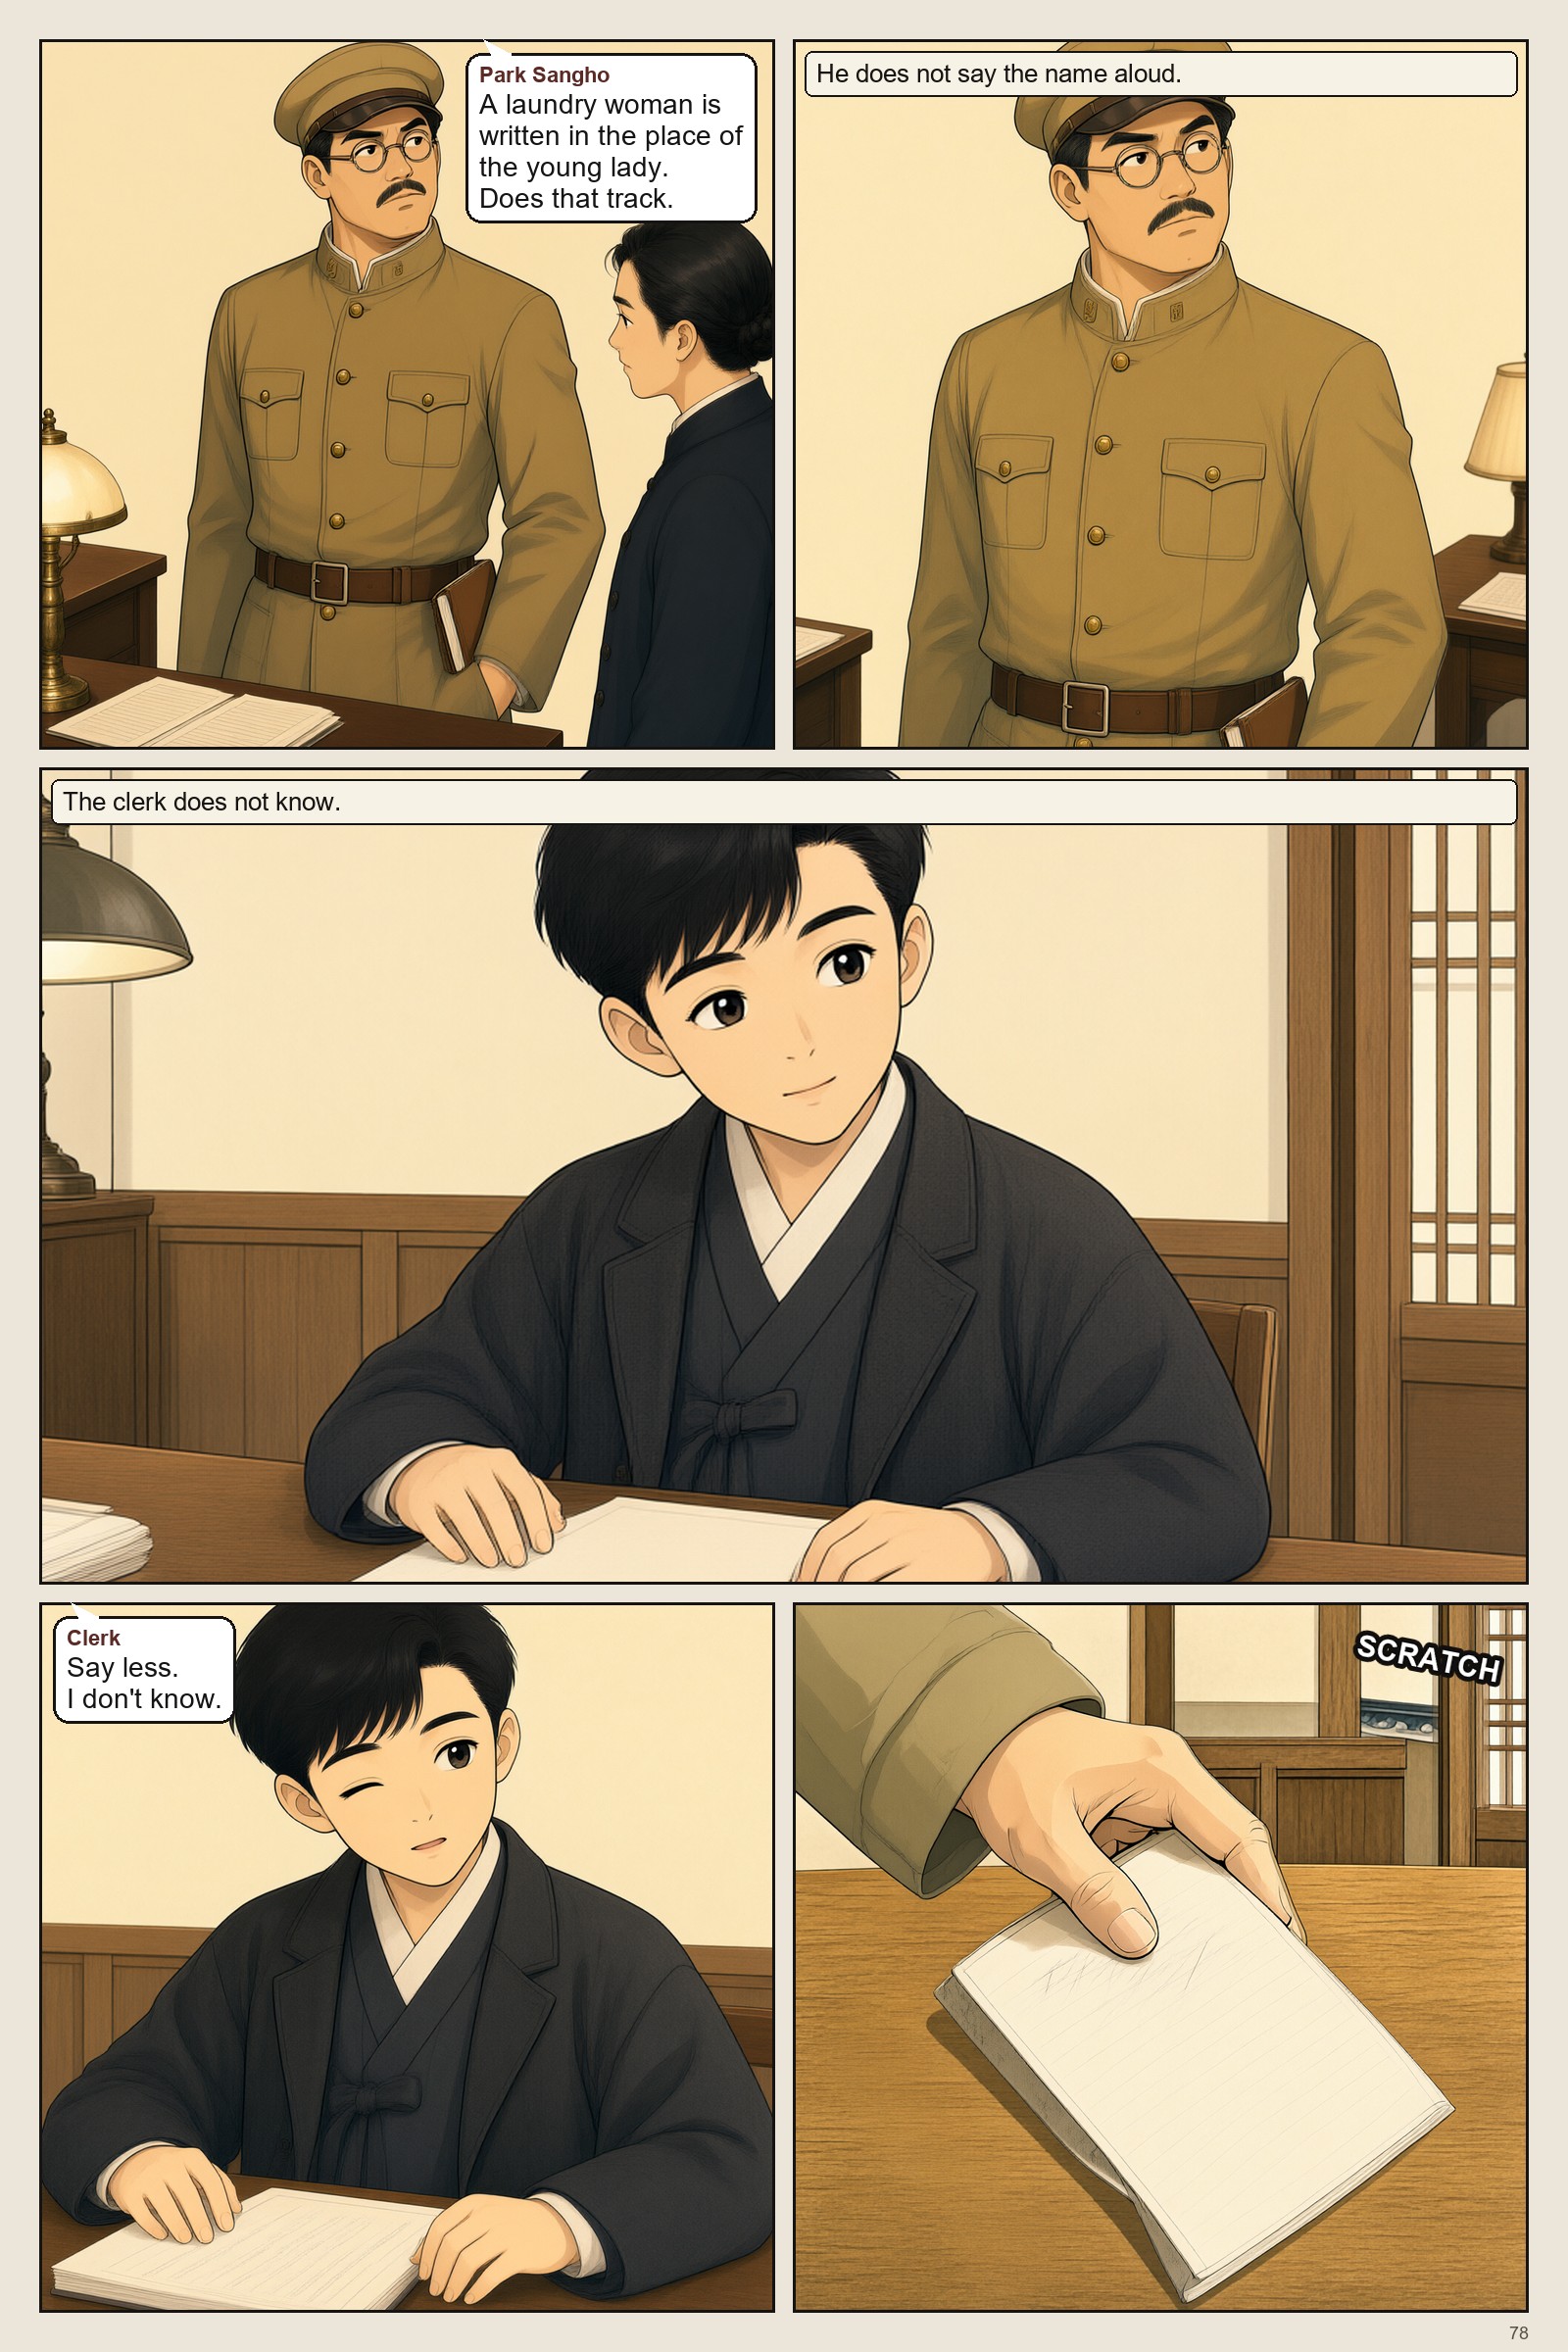 Park Sangho
A laundry woman is
written in the place of
the young lady.
Does that track.
He does not say the name aloud.
The clerk does not know.
Clerk
Say less.
I don't know.
SCRATCH
78